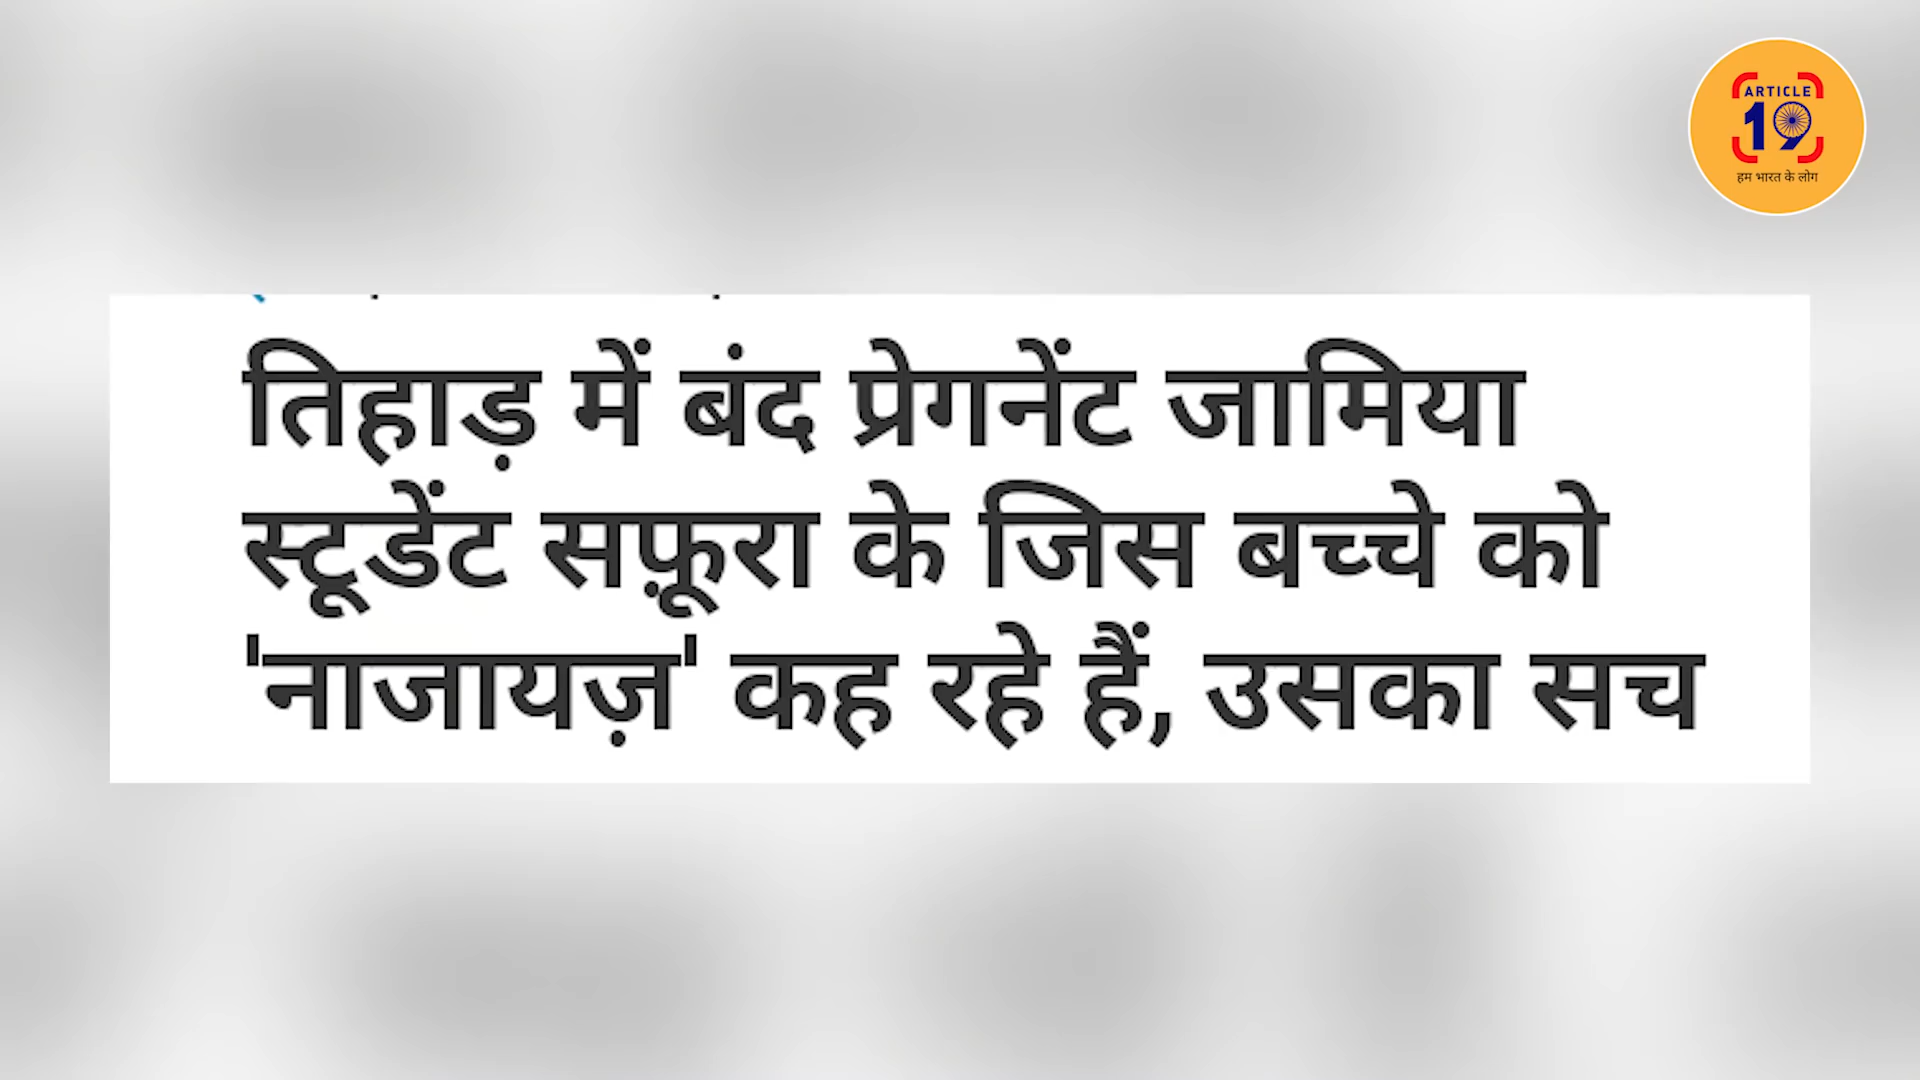 ARTICLE
19
हम भारत के लोग
तिहाड़ में बंद प्रेगनेंट जामिया
स्टूडेंट सफ़ूरा के जिस बच्चे को
'नाजायज़' कह रहे हैं, उसका सच